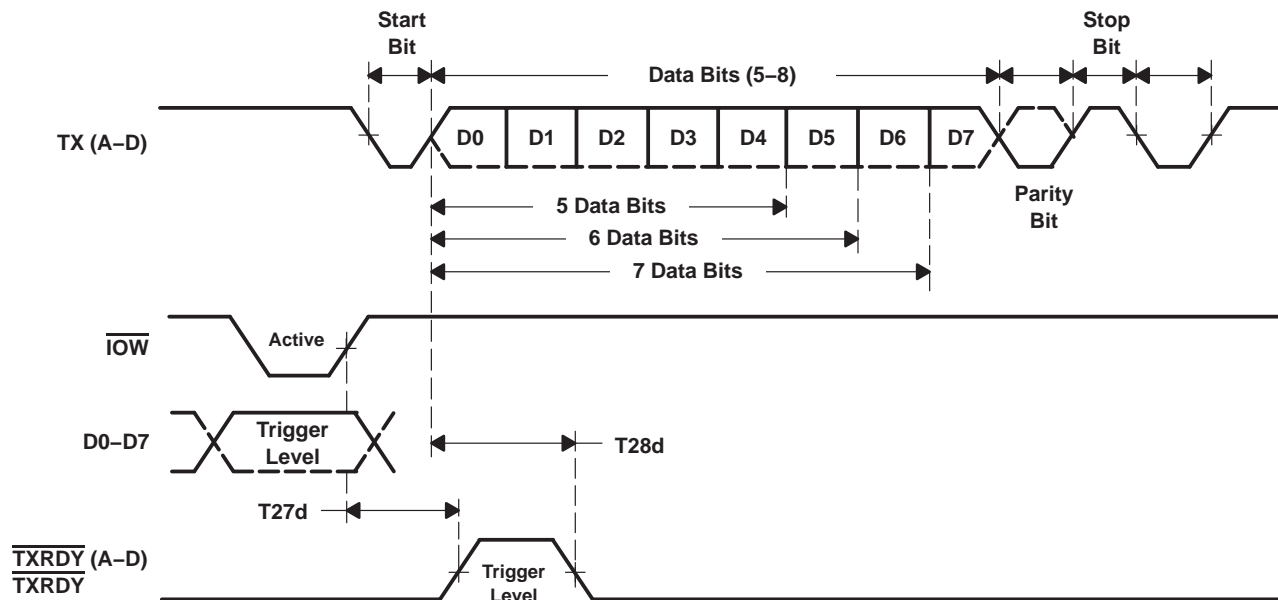 Start
Bit
Data Bits (5–8)
Stop
Bit
TX (A–D)
D0
D1
D2
D3
D4
D5
D6
D7
Parity
Bit
5 Data Bits
6 Data Bits
7 Data Bits
IOW
Active
D0–D7
Trigger
Level
T28d
T27d
TXRDY (A–D)
TXRDY
Trigger
Level